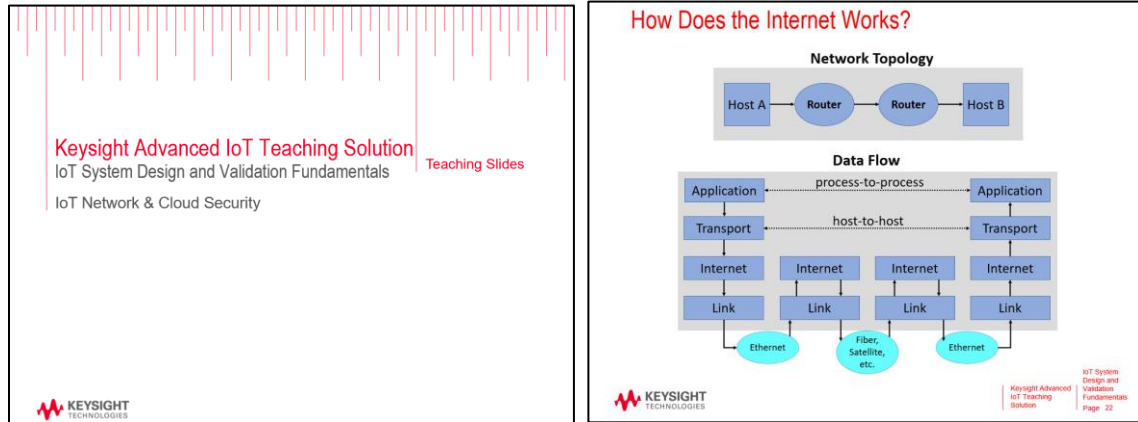 Keysight Advanced IoT Teaching Solution
Teaching Slides
IoT System Design and Validation Fundamentals
IoT Network & Cloud Security
KEYSIGHT
TECHNOLOGIES
How Does the Internet Works?
Network Topology
Host A Router Router Host B
Data Flow
Application process-to-process Application
Transport host-to-host Transport
Internet Internet Internet Internet
Link Link Link Link
Ethernet Fiber, Ethernet
Satellite,
etc.
KEYSIGHT
TECHNOLOGIES
Keysight Advanced
IoT Teaching
Solution
IoT System
Design and
Validation
Fundamentals
Page 22